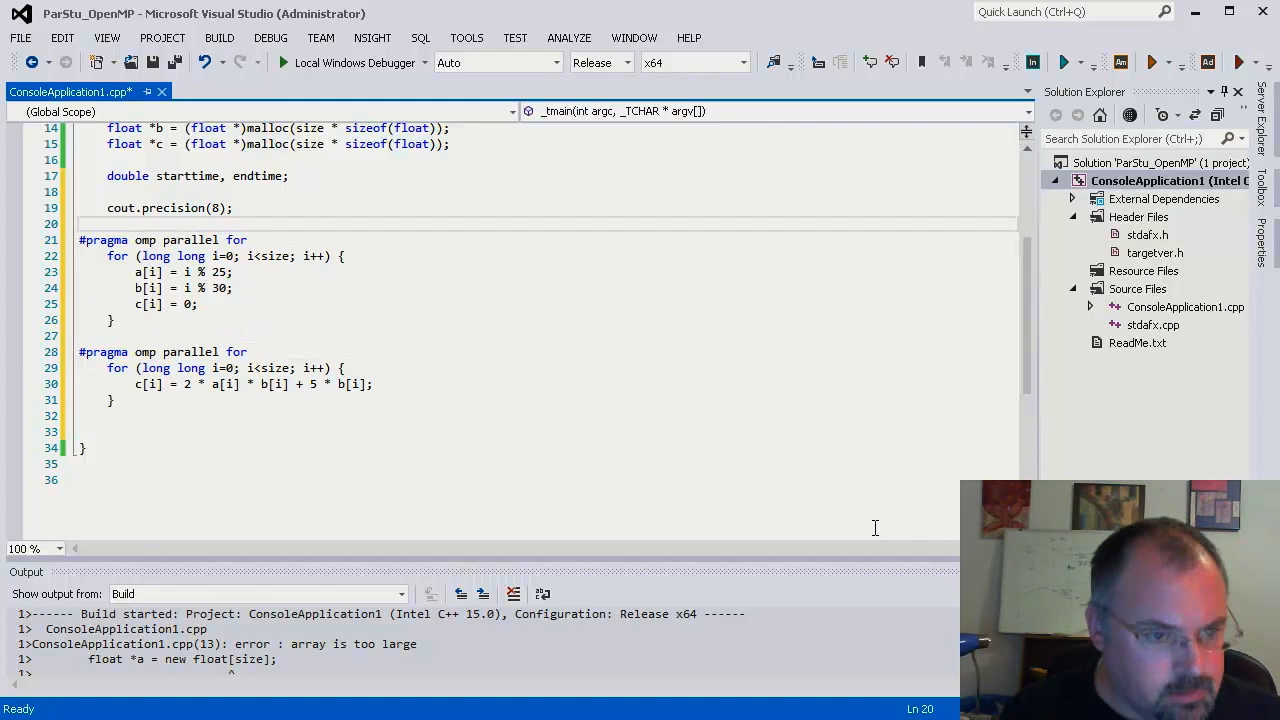 ParStu_OpenMP - Microsoft Visual Studio (Administrator)
Quick Launch (Ctrl+Q)
FILE EDIT VIEW PROJECT BUILD DEBUG TEAM NSIGHT SQL TOOLS TEST ANALYZE WINDOW HELP
Local Windows Debugger Auto Release x64 In Am Ad
ConsoleApplication1.cpp*
(Global Scope) _tmain(int argc, _TCHAR * argv[])
14 float *b = (float *)malloc(size * sizeof(float));
15 float *c = (float *)malloc(size * sizeof(float));
16
17 double starttime, endtime;
18
19 cout.precision(8);
20
21 #pragma omp parallel for
22 for (long long i=0; i<size; i++) {
23 a[i] = i % 25;
24 b[i] = i % 30;
25 c[i] = 0;
26 }
27
28 #pragma omp parallel for
29 for (long long i=0; i<size; i++) {
30 c[i] = 2 * a[i] * b[i] + 5 * b[i];
31 }
32
33
34 }
35
36
100 %
Solution Explorer
Search Solution Explorer (Ctrl+;)
Solution 'ParStu_OpenMP' (1 project)
ConsoleApplication1 (Intel C
External Dependencies
Header Files
stdafx.h
targetver.h
Resource Files
Source Files
ConsoleApplication1.cpp
stdafx.cpp
ReadMe.txt
Server Explorer
Toolbox
Properties
Output
Show output from: Build
1>------ Build started: Project: ConsoleApplication1 (Intel C++ 15.0), Configuration: Release x64 ------
1> ConsoleApplication1.cpp
1>ConsoleApplication1.cpp(13): error : array is too large
1> float *a = new float[size];
1> ^
Ready Ln 20